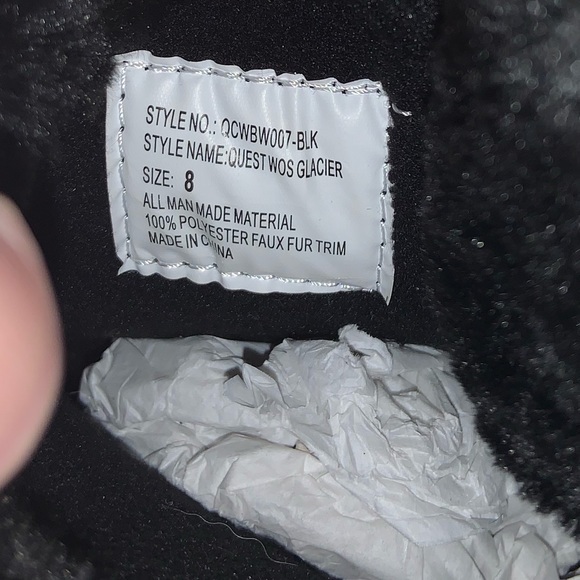 STYLE NO.: QCWBW007-BLK
STYLE NAME:QUEST WOS GLACIER
SIZE: 8
ALL MAN MADE MATERIAL
100% POLYESTER FAUX FUR TRIM
MADE IN CHINA